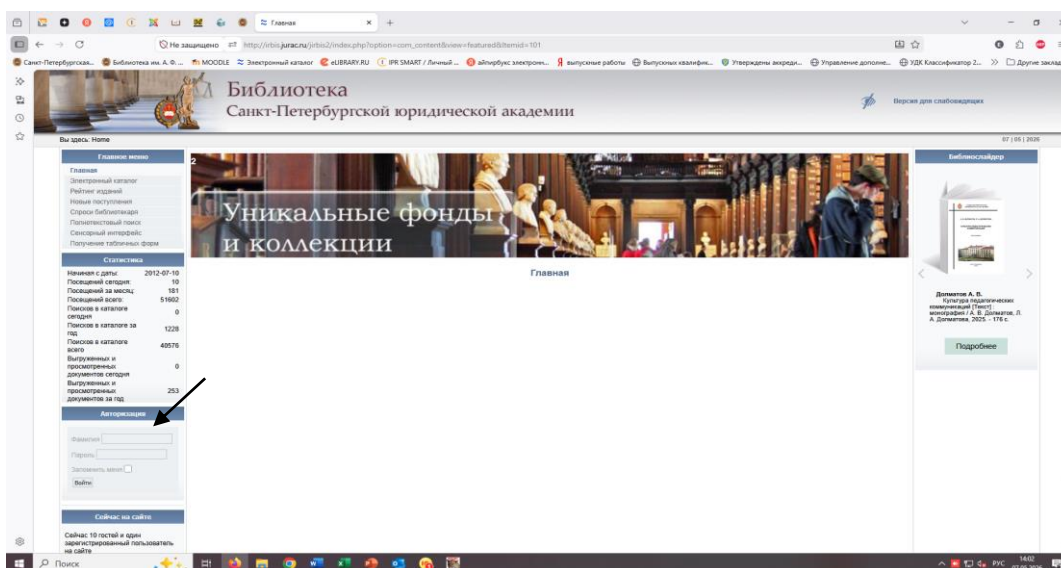 Главная
Не защищено
http://irbis.jurac.ru/jirbis2/index.php?option=com_content&view=featured&Itemid=101
Санкт-Петербургская...
Библиотека им. А. Ф. ...
MOODLE
Электронный каталог
eLIBRARY.RU
IPR SMART / Личный ...
айпирбукс электронн...
выпускные работы
Выпускных квалифик...
Утверждены аккреди...
Управление дополне...
УДК Классификатор 2...
Другие закла
Библиотека
Санкт-Петербургской юридической академии
Версия для слабовидящих
Вы здесь: Home
07 | 05 | 2026
Главное меню
Главная
Электронный каталог
Рейтинг изданий
Новые поступления
Спроси библиотекаря
Полнотекстовый поиск
Сенсорный интерфейс
Получение табличных форм
Статистика
Начиная с даты: 2012-07-10
Посещений сегодня: 10
Посещений за месяц: 181
Посещений всего: 51602
Поисков в каталоге сегодня 0
Поисков в каталоге за год 1228
Поисков в каталоге всего 40576
Выгруженных и просмотренных документов сегодня 0
Выгруженных и просмотренных документов за год 253
Авторизация
Фамилия
Пароль
Запомнить меня
Войти
Сейчас на сайте
Сейчас 10 гостей и один
зарегистрированный пользователь
на сайте
2
Уникальные фонды
и коллекции
Главная
Библиослайдер
Долматов А. В.
Культура педагогических
коммуникаций [Текст] :
монография / А. В. Долматов, Л.
А. Долматова, 2025. - 176 с.
Подробнее
Поиск
РУС
14:02
07.05.2026